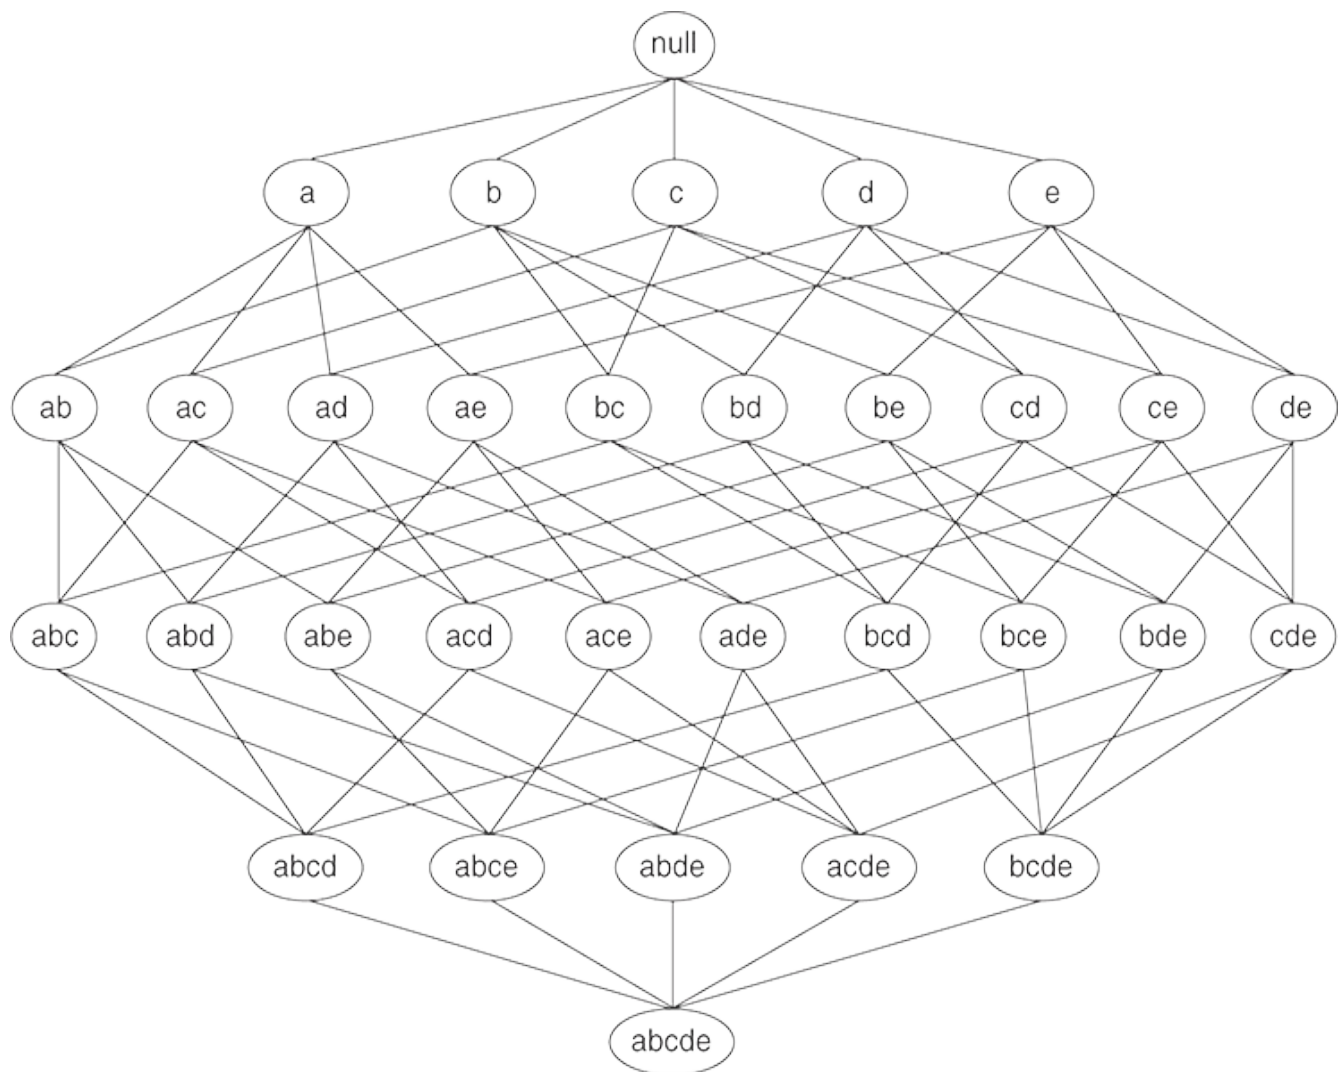 null
a b c d e
ab ac ad ae bc bd be cd ce de
abc abd abe acd ace ade bcd bce bde cde
abcd abce abde acde bcde
abcde